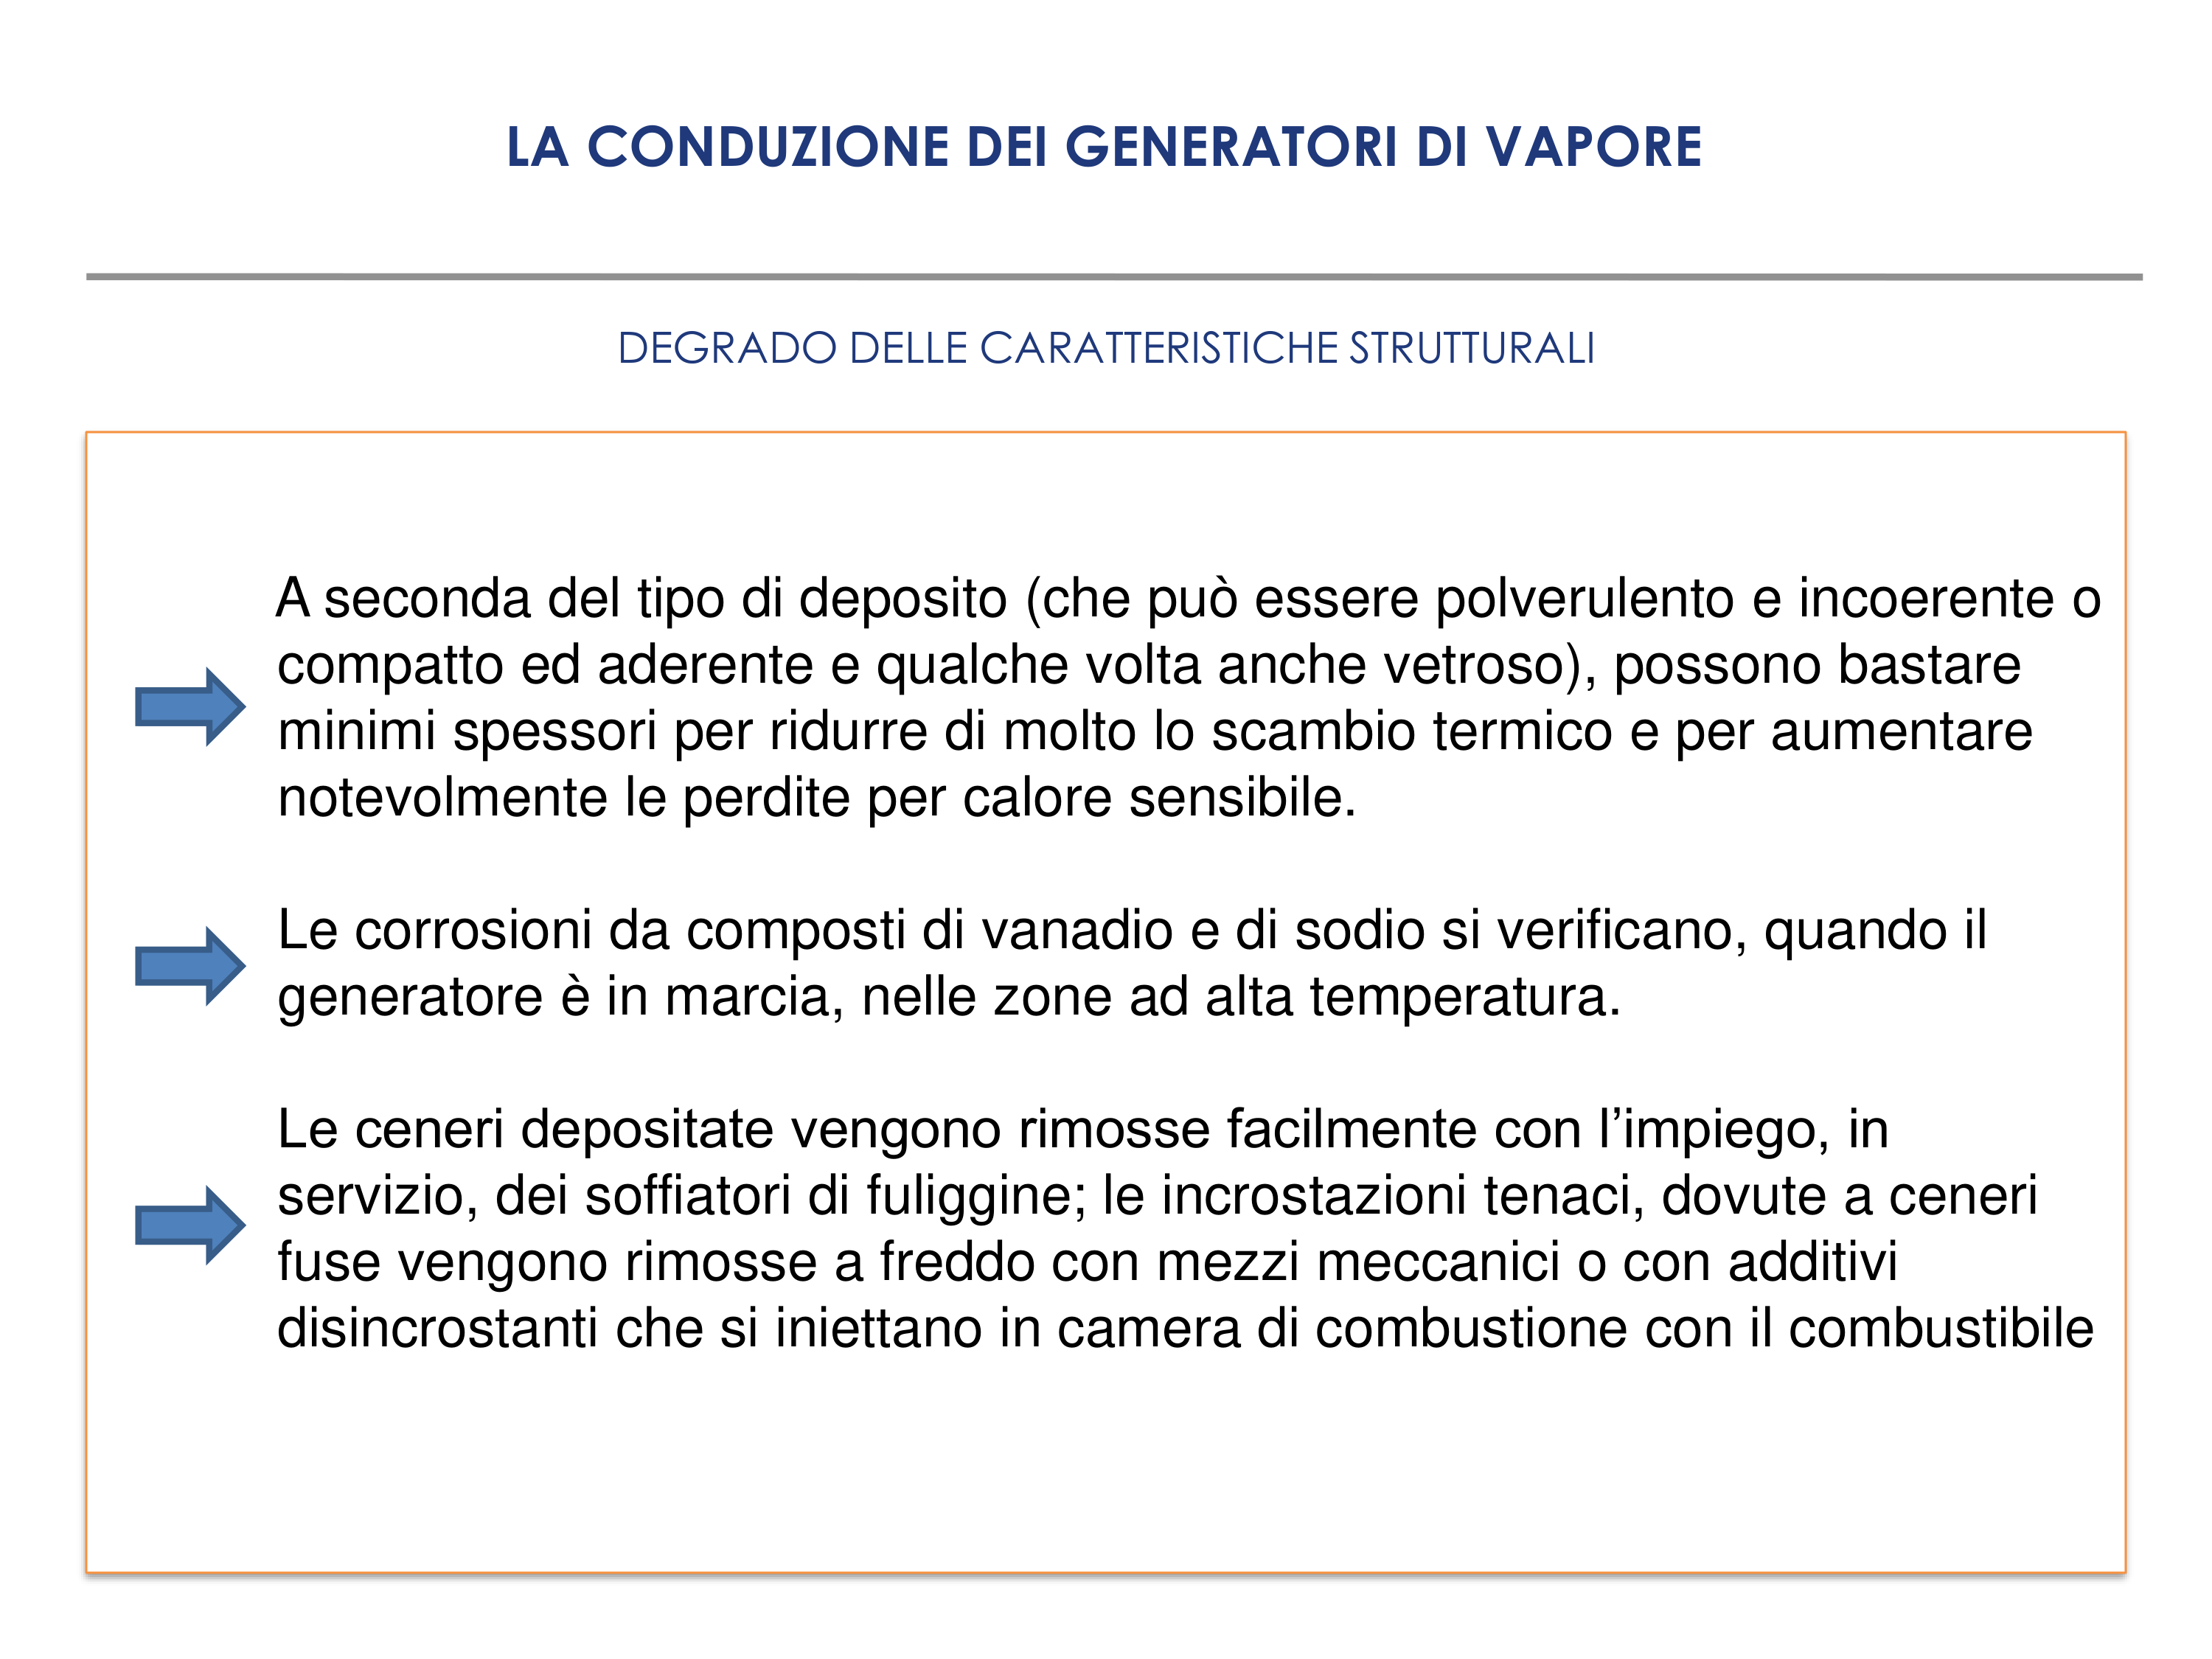 LA CONDUZIONE DEI GENERATORI DI VAPORE
DEGRADO DELLE CARATTERISTICHE STRUTTURALI
A seconda del tipo di deposito (che può essere polverulento e incoerente o
compatto ed aderente e qualche volta anche vetroso), possono bastare
minimi spessori per ridurre di molto lo scambio termico e per aumentare
notevolmente le perdite per calore sensibile.
Le corrosioni da composti di vanadio e di sodio si verificano, quando il
generatore è in marcia, nelle zone ad alta temperatura.
Le ceneri depositate vengono rimosse facilmente con l’impiego, in
servizio, dei soffiatori di fuliggine; le incrostazioni tenaci, dovute a ceneri
fuse vengono rimosse a freddo con mezzi meccanici o con additivi
disincrostanti che si iniettano in camera di combustione con il combustibile